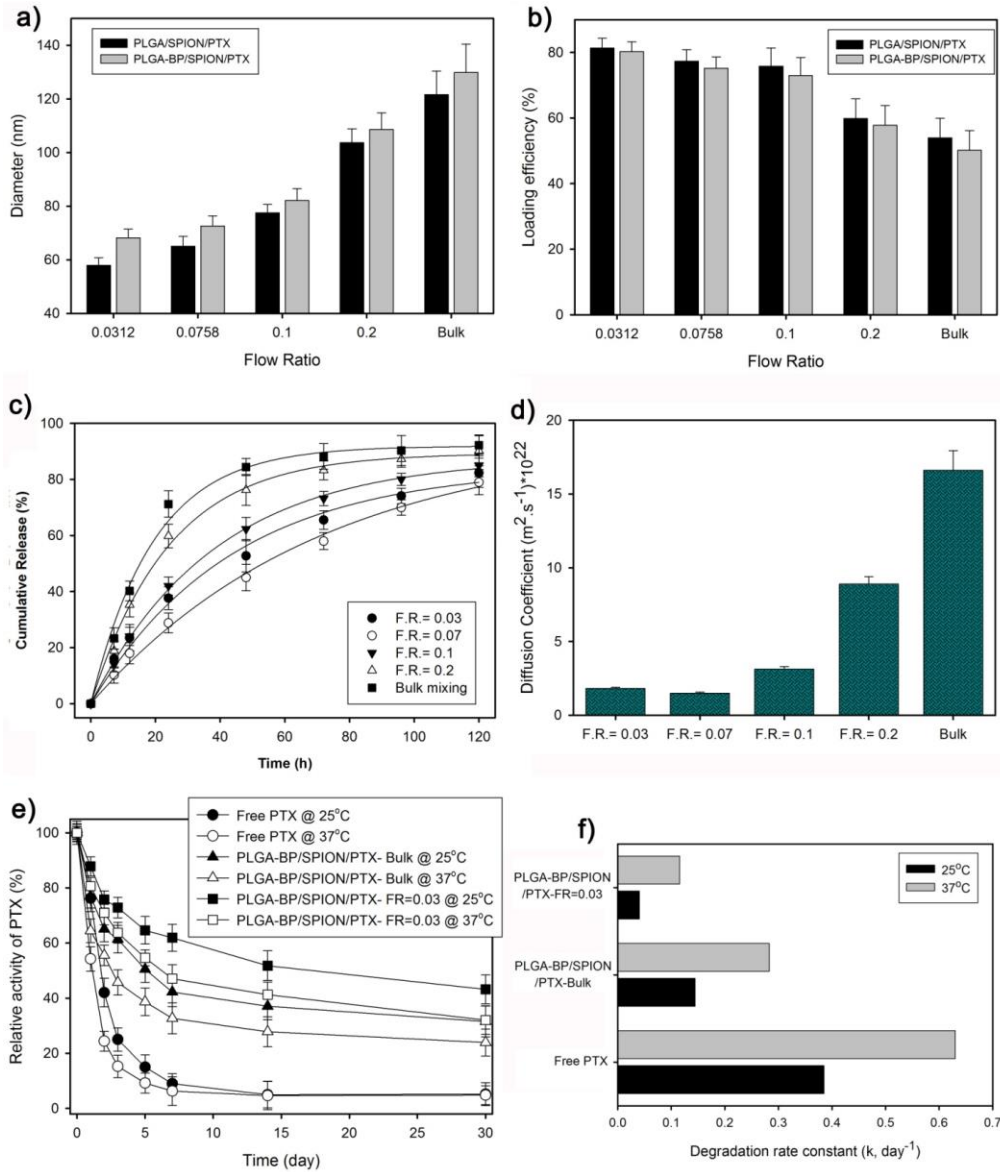 a)
PLGA/SPION/PTX
PLGA-BP/SPION/PTX
140
120
100
80
60
40
Diameter (nm)
0.0312 0.0758 0.1 0.2 Bulk
Flow Ratio
b)
PLGA/SPION/PTX
PLGA-BP/SPION/PTX
80
60
40
20
0
Loading efficiency (%)
0.0312 0.0758 0.1 0.2 Bulk
Flow Ratio
c)
100
80
60
40
20
0
Cumulative Release (%)
F.R.= 0.03
F.R.= 0.07
F.R.= 0.1
F.R.= 0.2
Bulk mixing
0 20 40 60 80 100 120
Time (h)
d)
20
15
10
5
0
Diffusion Coefficient (m².s⁻¹)*10²²
F.R.= 0.03 F.R.= 0.07 F.R.= 0.1 F.R.= 0.2 Bulk
e)
Free PTX @ 25°C
Free PTX @ 37°C
PLGA-BP/SPION/PTX- Bulk @ 25°C
PLGA-BP/SPION/PTX- Bulk @ 37°C
PLGA-BP/SPION/PTX- FR=0.03 @ 25°C
PLGA-BP/SPION/PTX- FR=0.03 @ 37°C
100
80
60
40
20
0
Relative activity of PTX (%)
0 5 10 15 20 25 30
Time (day)
f)
25°C
37°C
PLGA-BP/SPION
/PTX-FR=0.03
PLGA-BP/SPION
/PTX-Bulk
Free PTX
0.0 0.1 0.2 0.3 0.4 0.5 0.6 0.7
Degradation rate constant (k, day⁻¹)